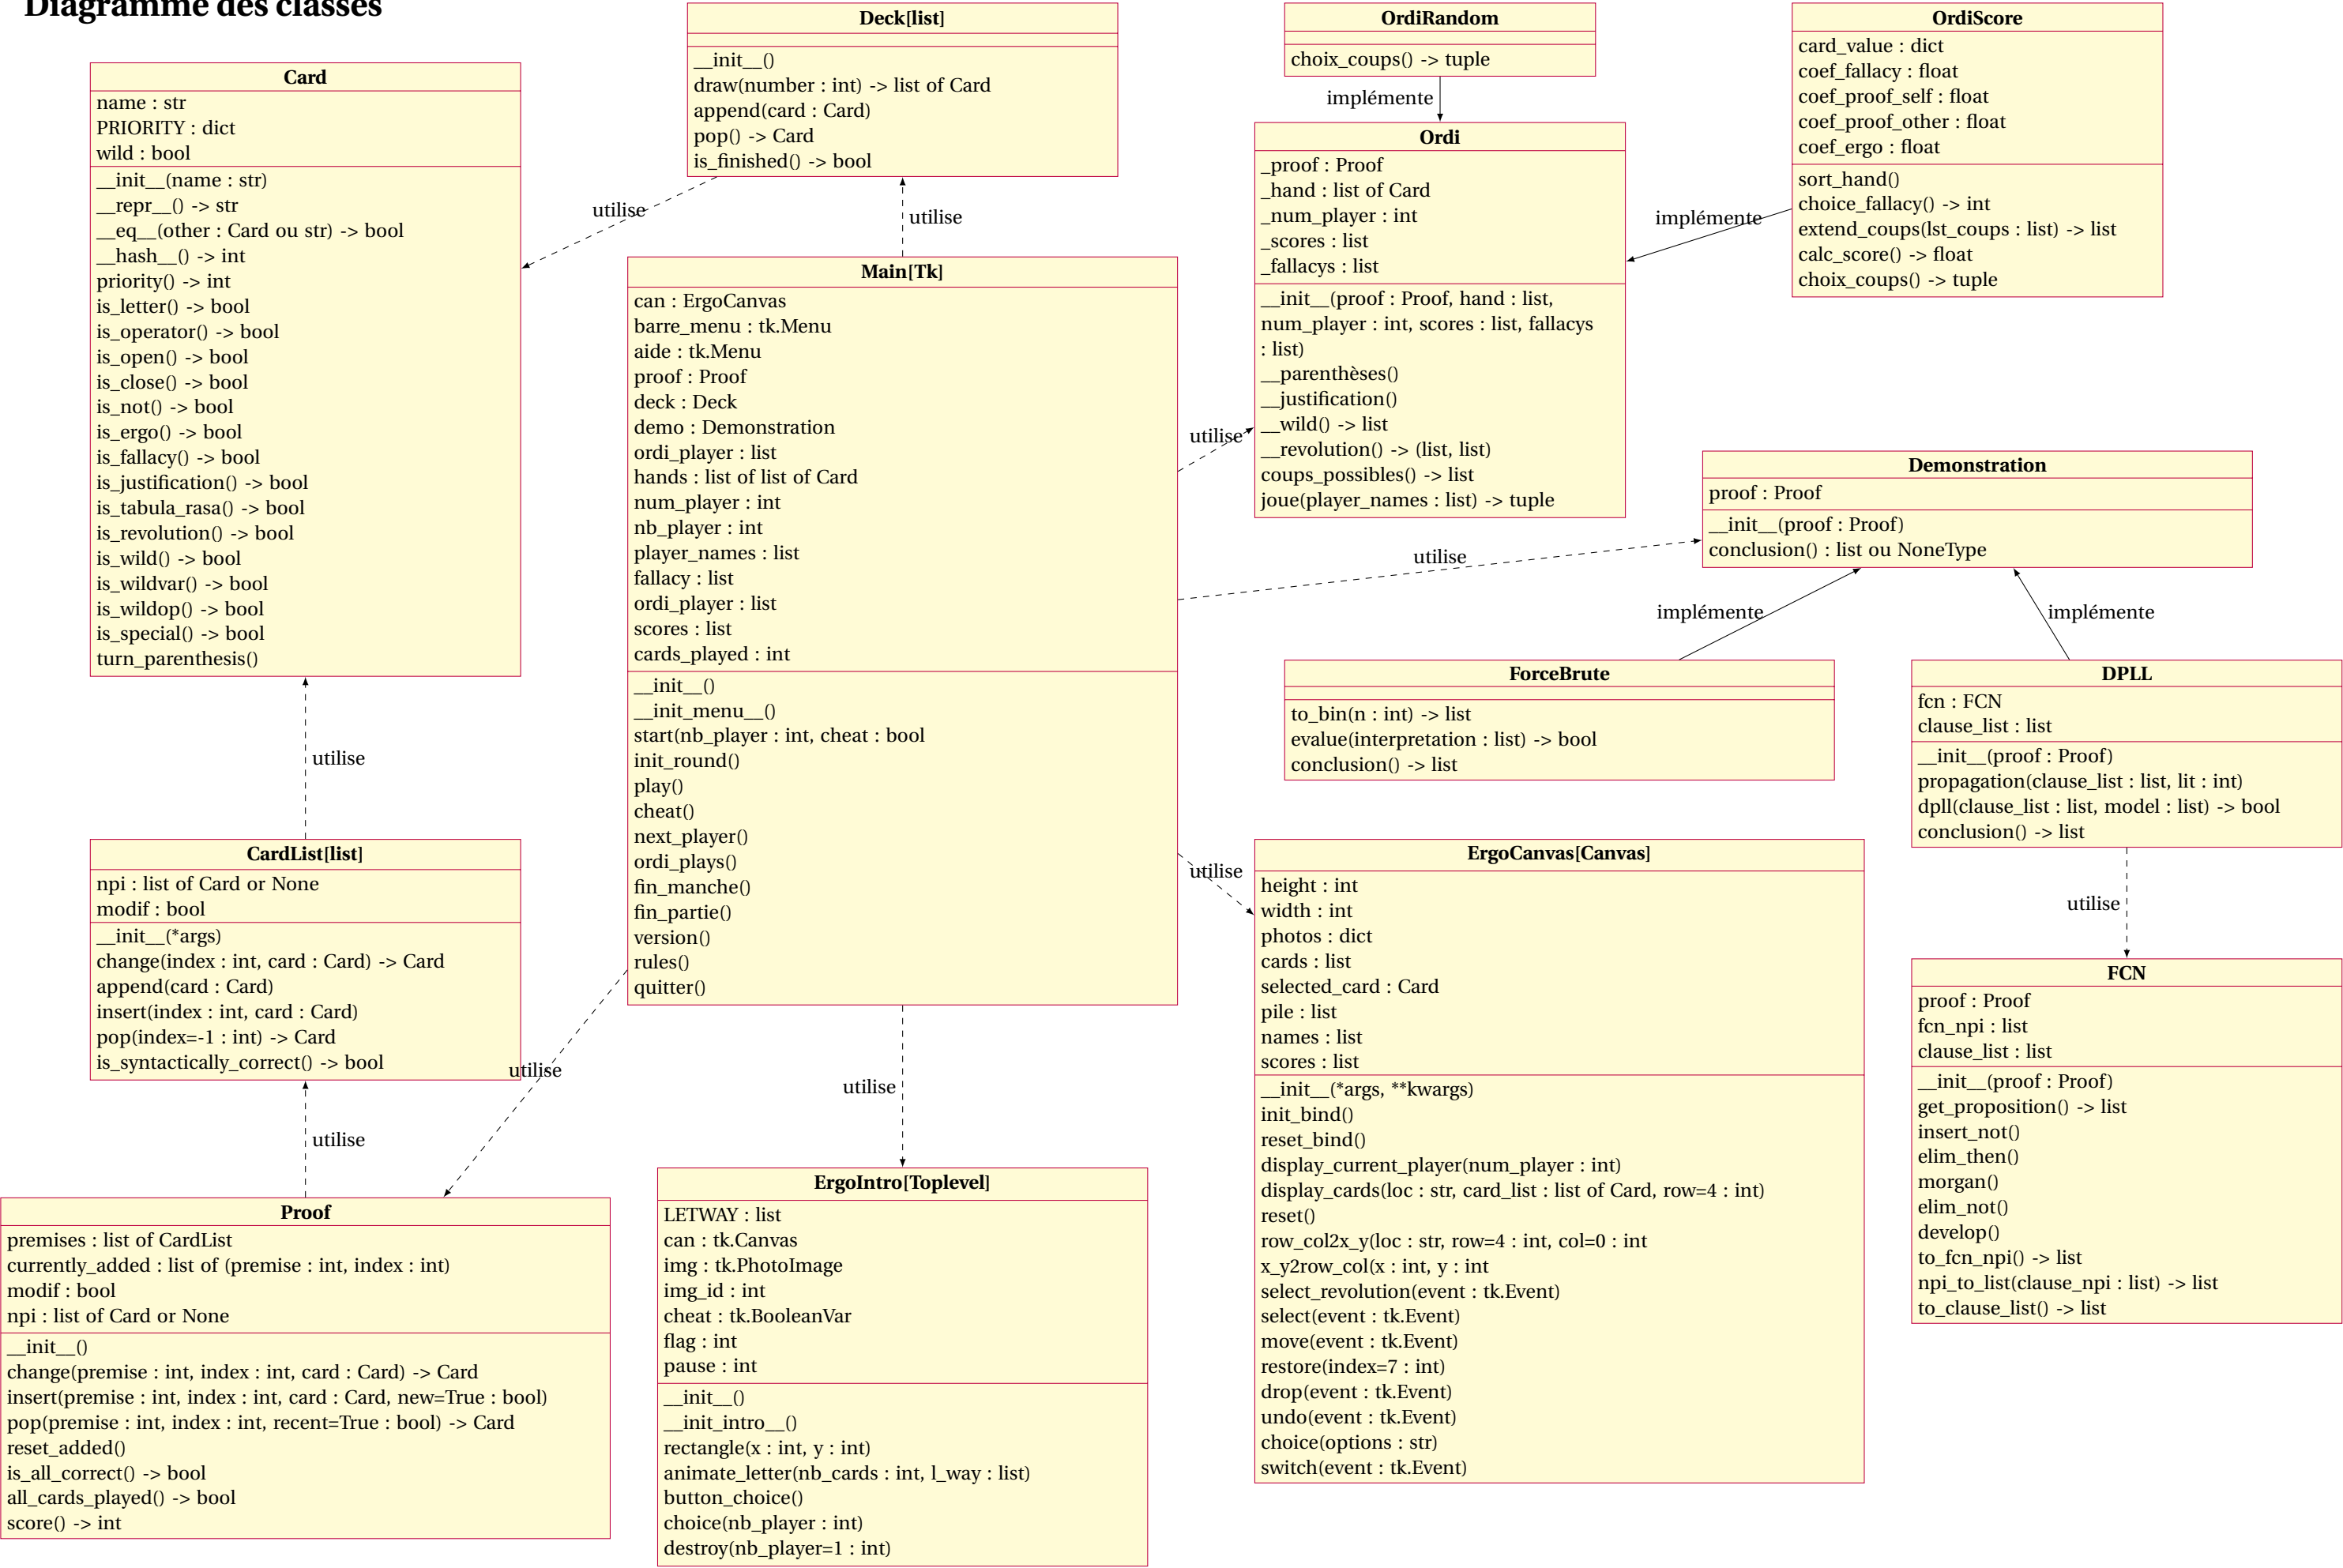 Diagramme des classes
Card
name : str
PRIORITY : dict
wild : bool
__init__(name : str)
__repr__() -> str
__eq__(other : Card ou str) -> bool
__hash__() -> int
priority() -> int
is_letter() -> bool
is_operator() -> bool
is_open() -> bool
is_close() -> bool
is_not() -> bool
is_ergo() -> bool
is_fallacy() -> bool
is_justification() -> bool
is_tabula_rasa() -> bool
is_revolution() -> bool
is_wild() -> bool
is_wildvar() -> bool
is_wildop() -> bool
is_special() -> bool
turn_parenthesis()
utilise
CardList[list]
npi : list of Card or None
modif : bool
__init__(*args)
change(index : int, card : Card) -> Card
append(card : Card)
insert(index : int, card : Card)
pop(index=-1 : int) -> Card
is_syntactically_correct() -> bool
utilise
Proof
premises : list of CardList
currently_added : list of (premise : int, index : int)
modif : bool
npi : list of Card or None
__init__()
change(premise : int, index : int, card : Card) -> Card
insert(premise : int, index : int, card : Card, new=True : bool)
pop(premise : int, index : int, recent=True : bool) -> Card
reset_added()
is_all_correct() -> bool
all_cards_played() -> bool
score() -> int
Deck[list]
__init__()
draw(number : int) -> list of Card
append(card : Card)
pop() -> Card
is_finished() -> bool
utilise
utilise
Main[Tk]
can : ErgoCanvas
barre_menu : tk.Menu
aide : tk.Menu
proof : Proof
deck : Deck
demo : Demonstration
ordi_player : list
hands : list of list of Card
num_player : int
nb_player : int
player_names : list
fallacy : list
ordi_player : list
scores : list
cards_played : int
__init__()
__init_menu__()
start(nb_player : int, cheat : bool
init_round()
play()
cheat()
next_player()
ordi_plays()
fin_manche()
fin_partie()
version()
rules()
quitter()
utilise
utilise
ErgoIntro[Toplevel]
LETWAY : list
can : tk.Canvas
img : tk.PhotoImage
img_id : int
cheat : tk.BooleanVar
flag : int
pause : int
__init__()
__init_intro__()
rectangle(x : int, y : int)
animate_letter(nb_cards : int, l_way : list)
button_choice()
choice(nb_player : int)
destroy(nb_player=1 : int)
OrdiRandom
choix_coups() -> tuple
implémente
Ordi
_proof : Proof
_hand : list of Card
_num_player : int
_scores : list
_fallacys : list
__init__(proof : Proof, hand : list,
num_player : int, scores : list, fallacys
: list)
__parenthèses()
__justification()
__wild() -> list
__revolution() -> (list, list)
coups_possibles() -> list
joue(player_names : list) -> tuple
utilise
OrdiScore
card_value : dict
coef_fallacy : float
coef_proof_self : float
coef_proof_other : float
coef_ergo : float
sort_hand()
choice_fallacy() -> int
extend_coups(lst_coups : list) -> list
calc_score() -> float
choix_coups() -> tuple
implémente
Demonstration
proof : Proof
__init__(proof : Proof)
conclusion() : list ou NoneType
utilise
implémente
implémente
ForceBrute
to_bin(n : int) -> list
evalue(interpretation : list) -> bool
conclusion() -> list
DPLL
fcn : FCN
clause_list : list
__init__(proof : Proof)
propagation(clause_list : list, lit : int)
dpll(clause_list : list, model : list) -> bool
conclusion() -> list
utilise
FCN
proof : Proof
fcn_npi : list
clause_list : list
__init__(proof : Proof)
get_proposition() -> list
insert_not()
elim_then()
morgan()
elim_not()
develop()
to_fcn_npi() -> list
npi_to_list(clause_npi : list) -> list
to_clause_list() -> list
utilise
ErgoCanvas[Canvas]
height : int
width : int
photos : dict
cards : list
selected_card : Card
pile : list
names : list
scores : list
__init__(*args, **kwargs)
init_bind()
reset_bind()
display_current_player(num_player : int)
display_cards(loc : str, card_list : list of Card, row=4 : int)
reset()
row_col2x_y(loc : str, row=4 : int, col=0 : int
x_y2row_col(x : int, y : int
select_revolution(event : tk.Event)
select(event : tk.Event)
move(event : tk.Event)
restore(index=7 : int)
drop(event : tk.Event)
undo(event : tk.Event)
choice(options : str)
switch(event : tk.Event)